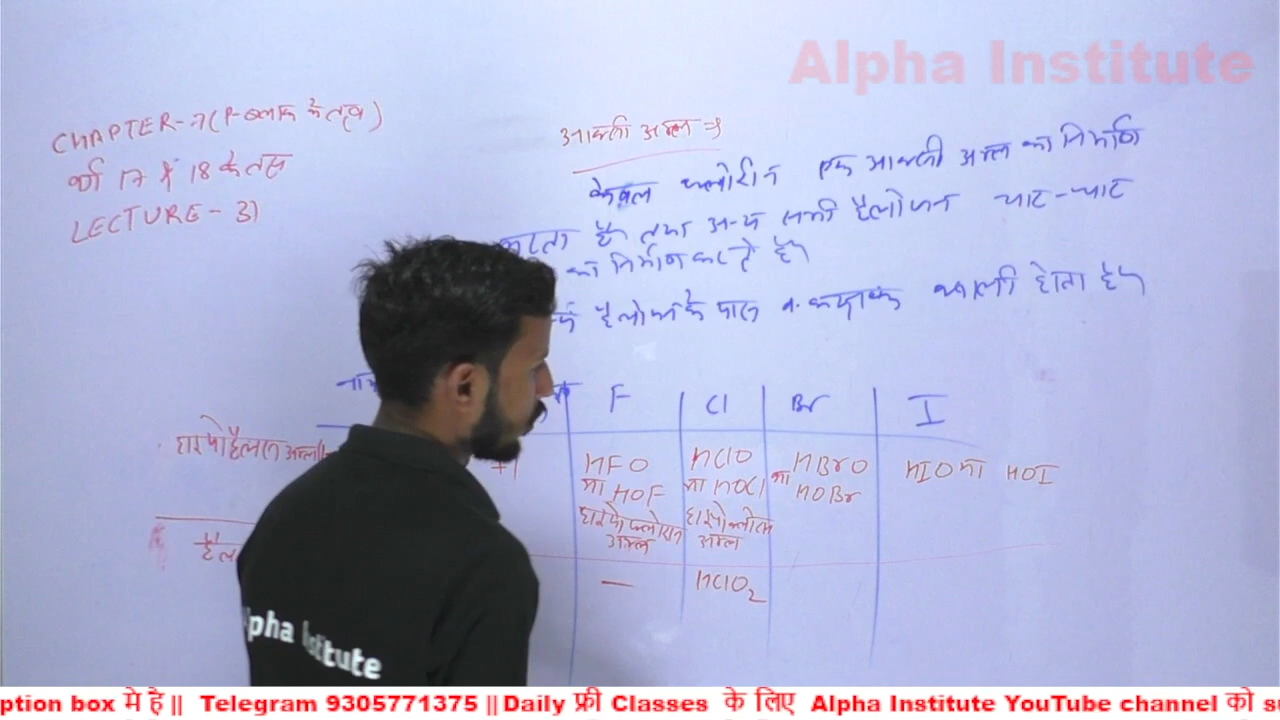 Alpha Institute
CHAPTER-7(P-ब्लाक के तत्व)
वर्ग 17 & 18 के तत्व
LECTURE - 31
आक्सी अम्ल ⇒
केवल फ्लोरीन एक आक्सी अम्ल का निर्माण
करता है तथा अन्य सभी हैलोजन चार-चार
का निर्माण करते है।
हैलोजन के पास d-कक्षक खाली होता है।
F Cl Br I
हाइपोहैलस अम्ल
+1
HFO HClO HBrO HIO या HOI
या HOF या HOCl या HOBr
हाइपोफ्लोरस हाइपोक्लोरस
अम्ल अम्ल
— HClO2
Alpha Institute
ption box मे है || Telegram 9305771375 || Daily फ्री Classes के लिए Alpha Institute YouTube channel को su